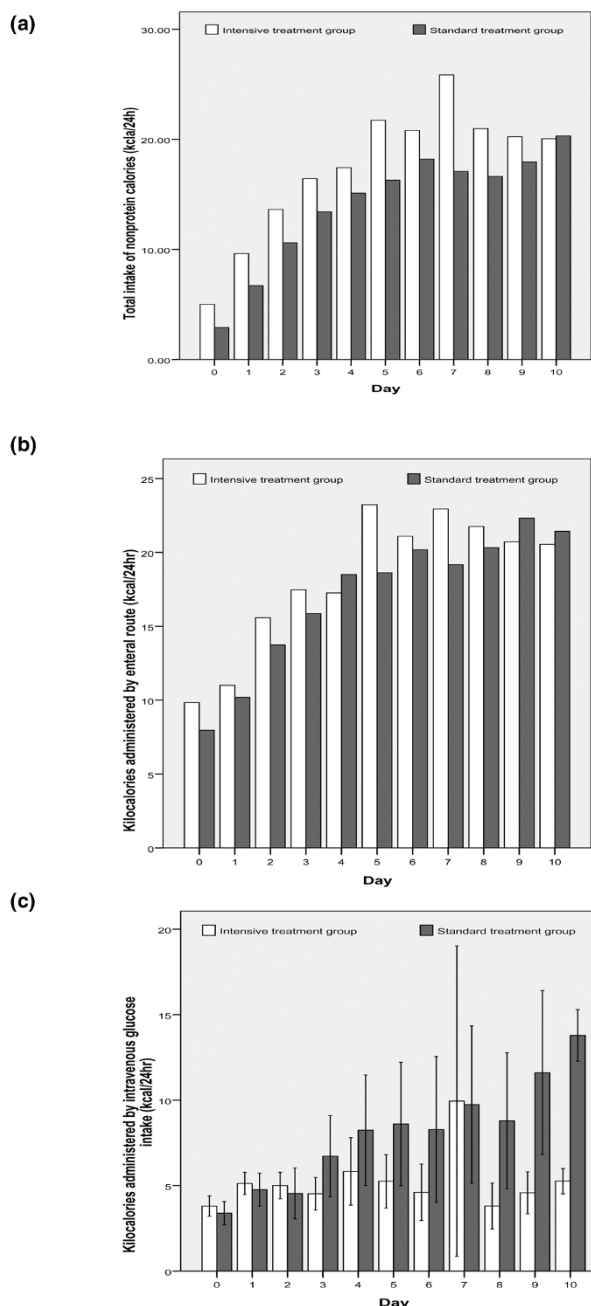 (a)
Total intake of nonprotein calories (kcla/24h)
30.00
20.00
10.00
0.00
Intensive treatment group Standard treatment group
0 1 2 3 4 5 6 7 8 9 10
Day
(b)
Kilocalories administered by enteral route (kcal/24hr)
25
20
15
10
5
0
Intensive treatment group Standard treatment group
0 1 2 3 4 5 6 7 8 9 10
Day
(c)
Kilocalories administered by intravenous glucose
intake (kcal/24hr)
20
15
10
5
0
Intensive treatment group Standard treatment group
0 1 2 3 4 5 6 7 8 9 10
Day